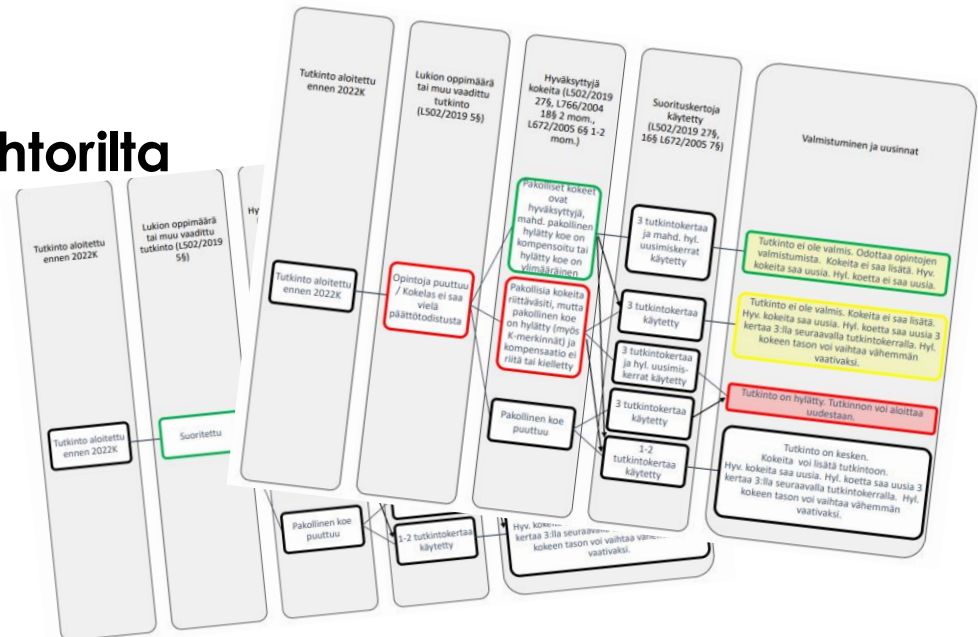 htorilta
Tutkinto aloitettu
ennen 2022K
Lukion oppimäärä
tai muu vaadittu
tutkinto
(L502/2019 5§)
Hyväksyttyjä
kokeita (L502/2019
27§, L766/2004
18§ 2 mom.,
L672/2005 6§ 1-2
mom.)
Suorituskertoja
käytetty
(L502/2019 27§,
16§ L672/2005 7§)
Valmistuminen ja uusinnat
Tutkinto aloitettu
ennen 2022K
Opintoja puuttuu
/ Kokelas ei saa
vielä
päättötodistusta
Pakolliset kokeet
ovat
hyväksyttyjä,
mahd. pakollinen
hylätty koe on
kompensoitu tai
hylätty koe on
ylimääräinen
Pakollisia kokeita
riittäväsiti, mutta
pakollinen koe
on hylätty (myös
K-merkinnät) ja
kompensaatio ei
riitä tai kielletty
Pakollinen koe
puuttuu
3 tutkintokertaa
ja mahd. hyl.
uusimiskerrat
käytetty
3 tutkintokertaa
käytetty
3 tutkintokertaa
ja hyl. uusimis-
kerrat käytetty
3 tutkintokertaa
käytetty
1-2
tutkintokertaa
käytetty
Tutkinto ei ole valmis. Odottaa opintojen
valmistumista. Kokeita ei saa lisätä. Hyv.
kokeita saa uusia. Hyl. koetta ei saa uusia.
Tutkinto ei ole valmis. Kokeita ei saa lisätä.
Hyv. kokeita saa uusia. Hyl. koetta saa uusia 3
kertaa 3:lla seuraavalla tutkintokerralla. Hyl.
kokeen tason voi vaihtaa vähemmän
vaativaksi.
Tutkinto on hylätty. Tutkinnon voi aloittaa
uudestaan.
Tutkinto on kesken.
Kokeita voi lisätä tutkintoon.
Hyv. kokeita saa uusia. Hyl. koetta saa uusia 3
kertaa 3:lla seuraavalla tutkintokerralla. Hyl.
kokeen tason voi vaihtaa vähemmän
vaativaksi.
Tutkinto aloitettu
ennen 2022K
Lukion oppimäärä
tai muu vaadittu
tutkinto (L502/2019
5§)
Hy
Tutkinto aloitettu
ennen 2022K
Suoritettu
Pakollinen koe
puuttuu
1-2 tutkintokertaa
käytetty
Hyv.
kertaa 3:lla seuraavalla
kokeen tason voi vaihtaa
vaativaksi.